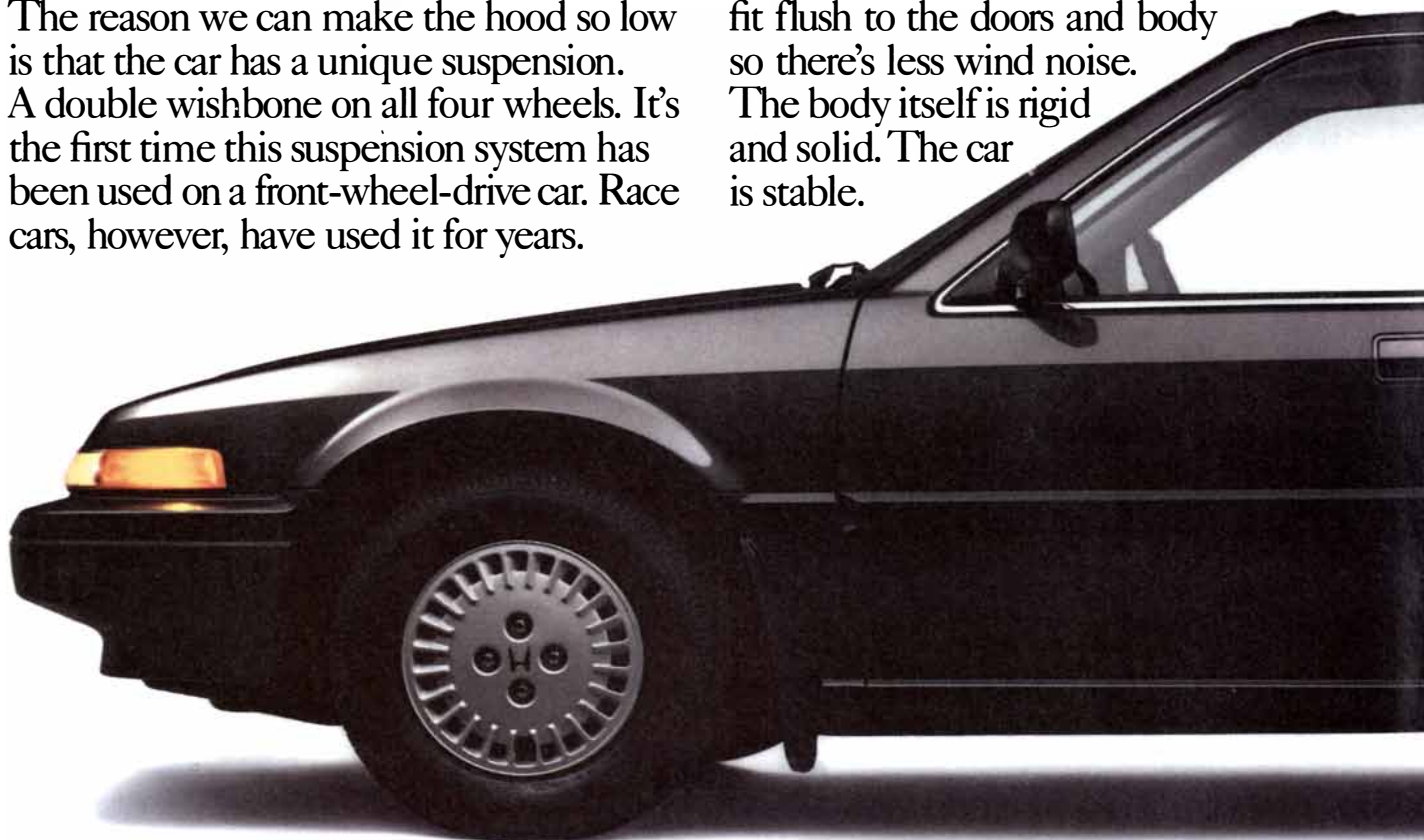 The reason we can make the hood so low
is that the car has a unique suspension.
A double wishbone on all four wheels. It's
the first time this suspension system has
been used on a front-wheel-drive car. Race
cars, however, have used it for years.
fit flush to the doors and body
so there's less wind noise.
The body itself is rigid
and solid. The car
is stable.